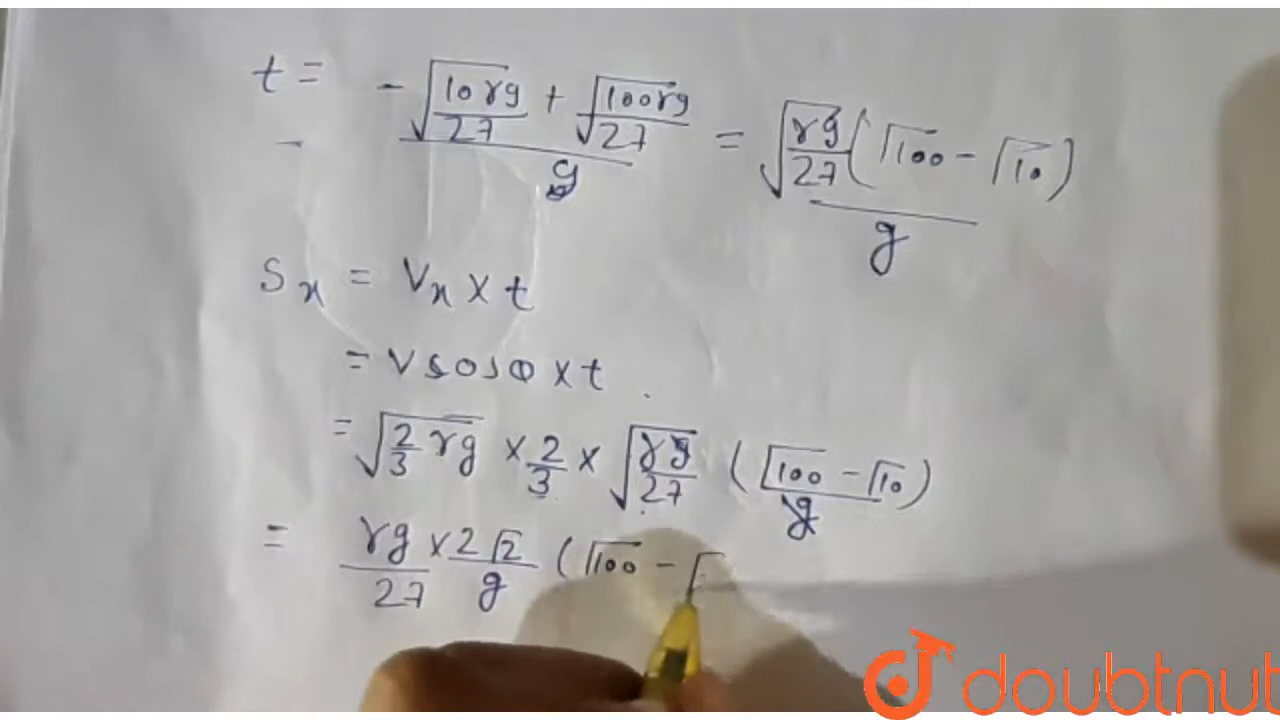 t = (-√(10rg/27) + √(100rg/27))/g = √(rg/27)(√100 - √10)/g
Sx = Vx × t
= V cosθ × t
= √(2/3 rg) × 2/3 × √(rg/27) (√100 - √10)/g
= rg/27 × 2√2/g (√100 - √
doubtnut